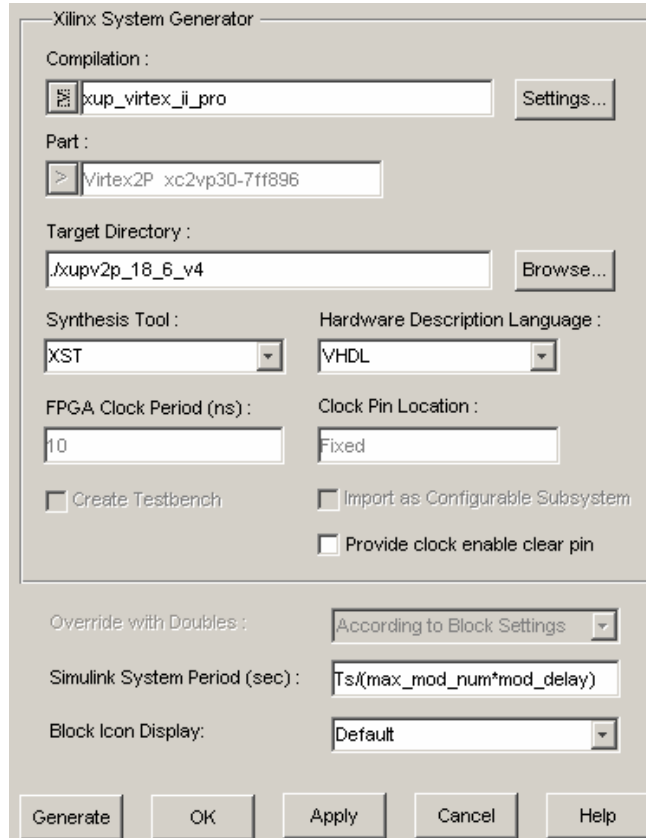 Xilinx System Generator
Compilation :
xup_virtex_ii_pro
Settings...
Part :
> Virtex2P xc2vp30-7ff896
Target Directory :
./xupv2p_18_6_v4
Browse...
Synthesis Tool :
Hardware Description Language :
XST
VHDL
FPGA Clock Period (ns) :
Clock Pin Location :
10
Fixed
Create Testbench
Import as Configurable Subsystem
Provide clock enable clear pin
Override with Doubles :
According to Block Settings
Simulink System Period (sec) :
Ts/(max_mod_num*mod_delay)
Block Icon Display:
Default
Generate
OK
Apply
Cancel
Help